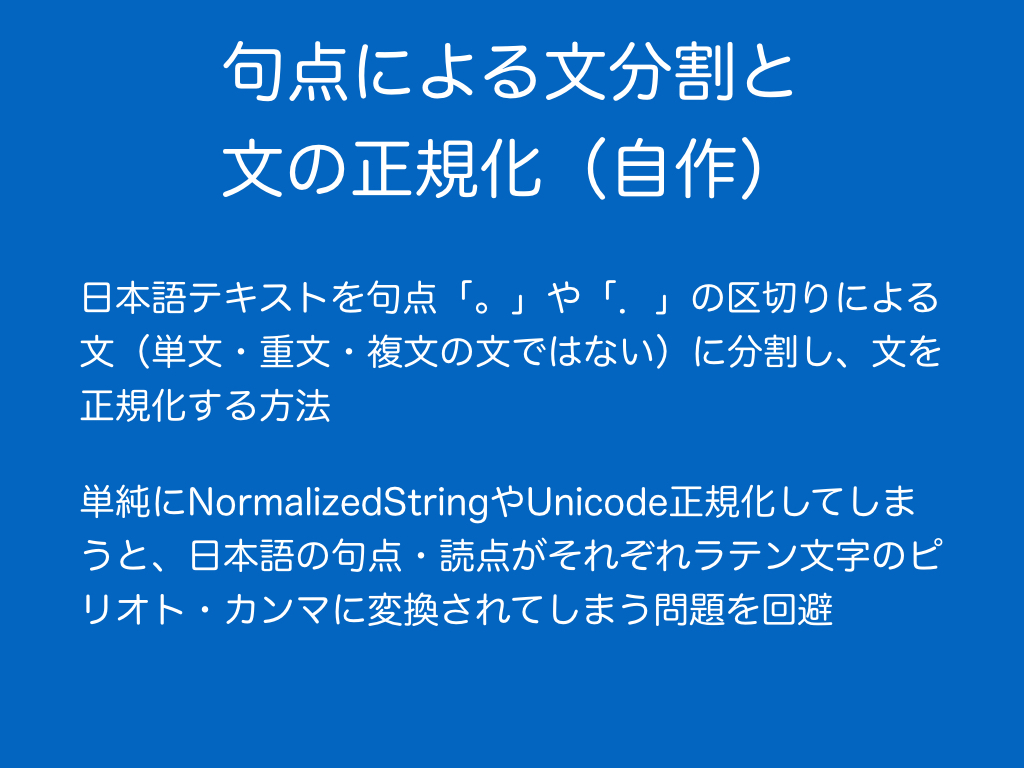 句点による文分割と
文の正規化（自作）
日本語テキストを句点「。」や「．」の区切りによる
文（単文・重文・複文の文ではない）に分割し、文を
正規化する方法
単純にNormalizedStringやUnicode正規化してしま
うと、日本語の句点・読点がそれぞれラテン文字のピ
リオト・カンマに変換されてしまう問題を回避